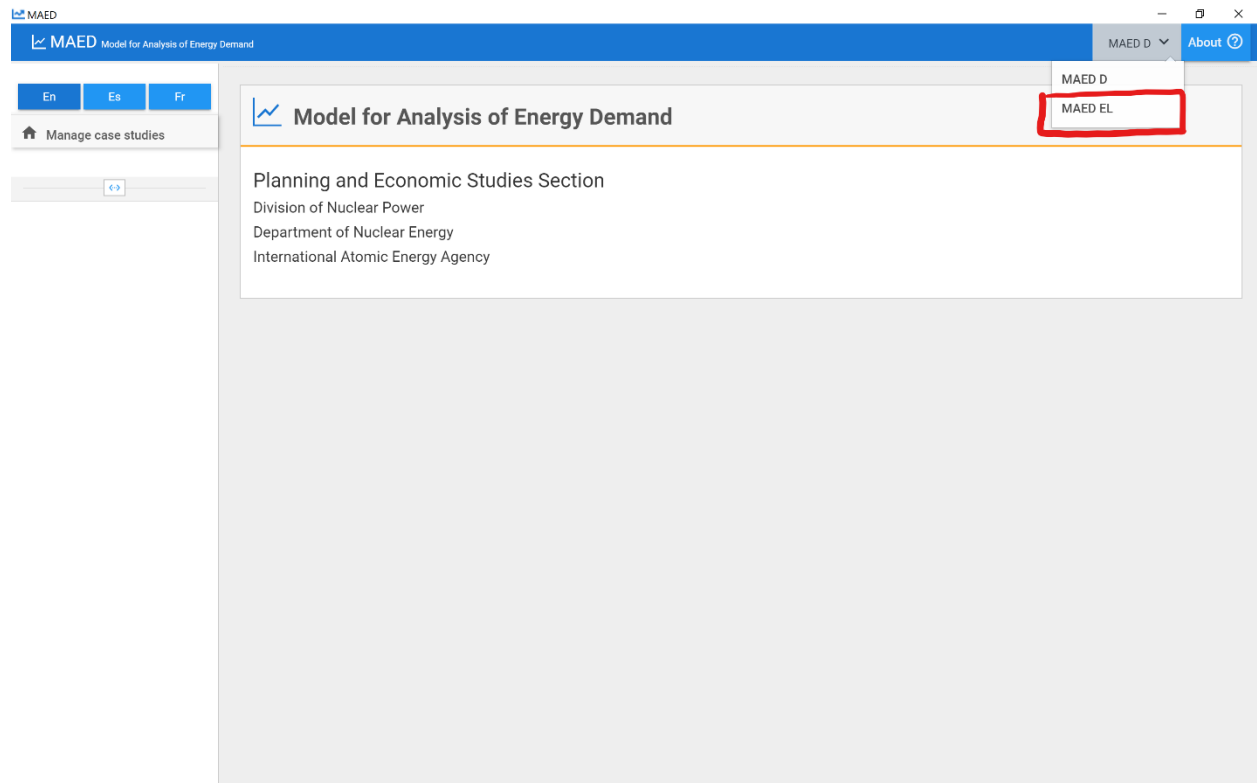 MAED
MAED Model for Analysis of Energy Demand
MAED D
About
MAED D
MAED EL
En
Es
Fr
Manage case studies
Model for Analysis of Energy Demand
Planning and Economic Studies Section
Division of Nuclear Power
Department of Nuclear Energy
International Atomic Energy Agency